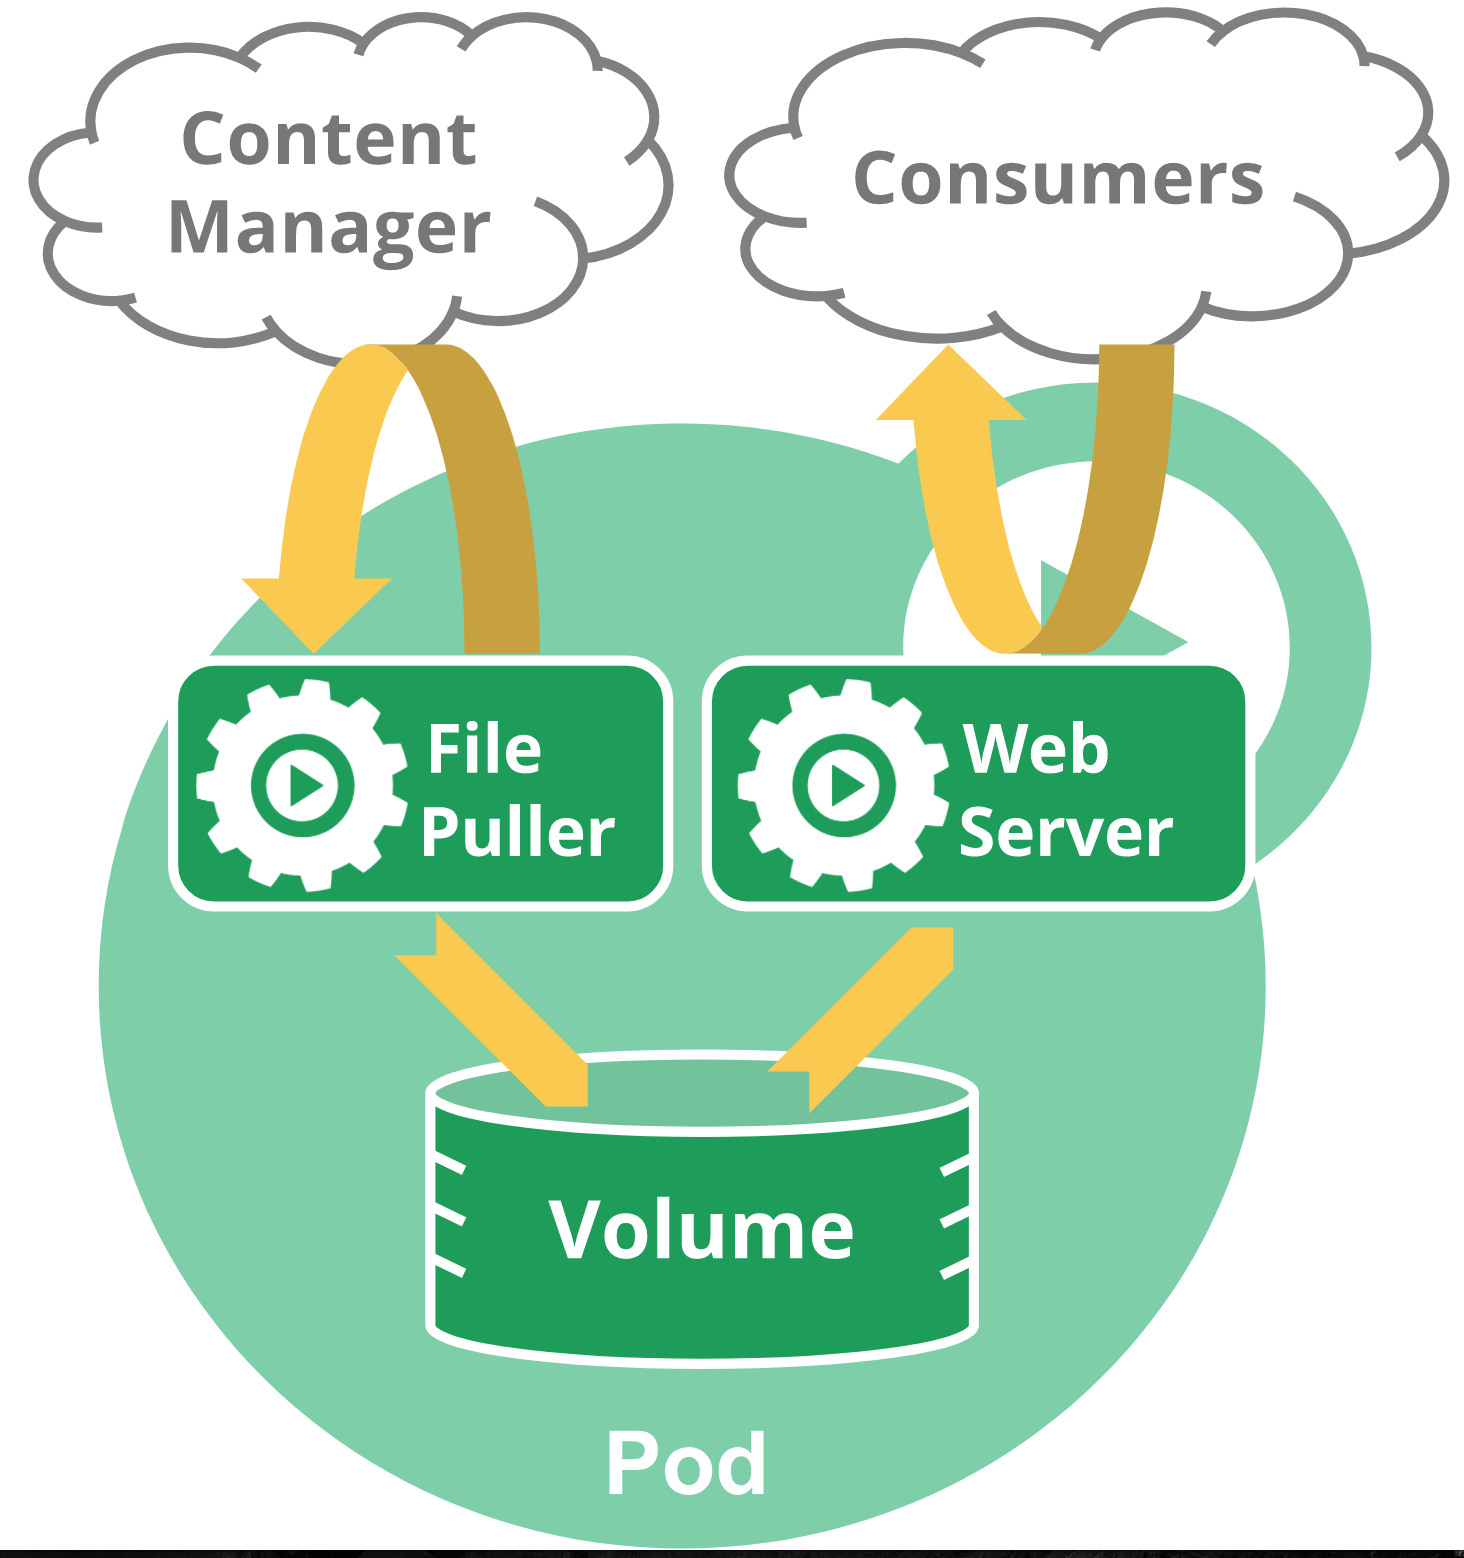 Content
Manager
Consumers
File
Puller
Web
Server
Volume
Pod